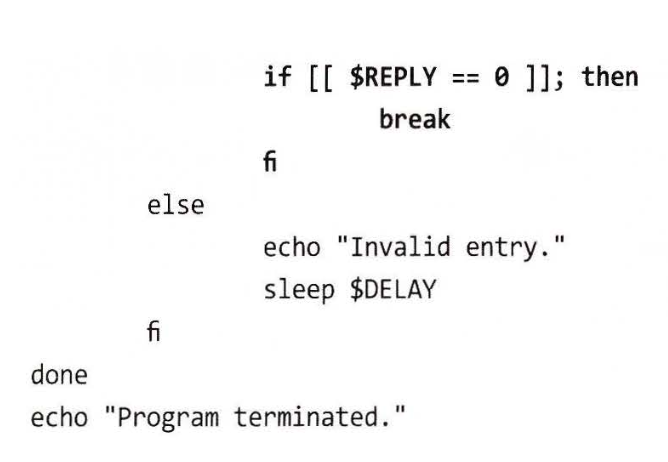 if [[ $REPLY == 0 ]]; then
break
fi
else
echo "Invalid entry."
sleep $DELAY
fi
done
echo "Program terminated."